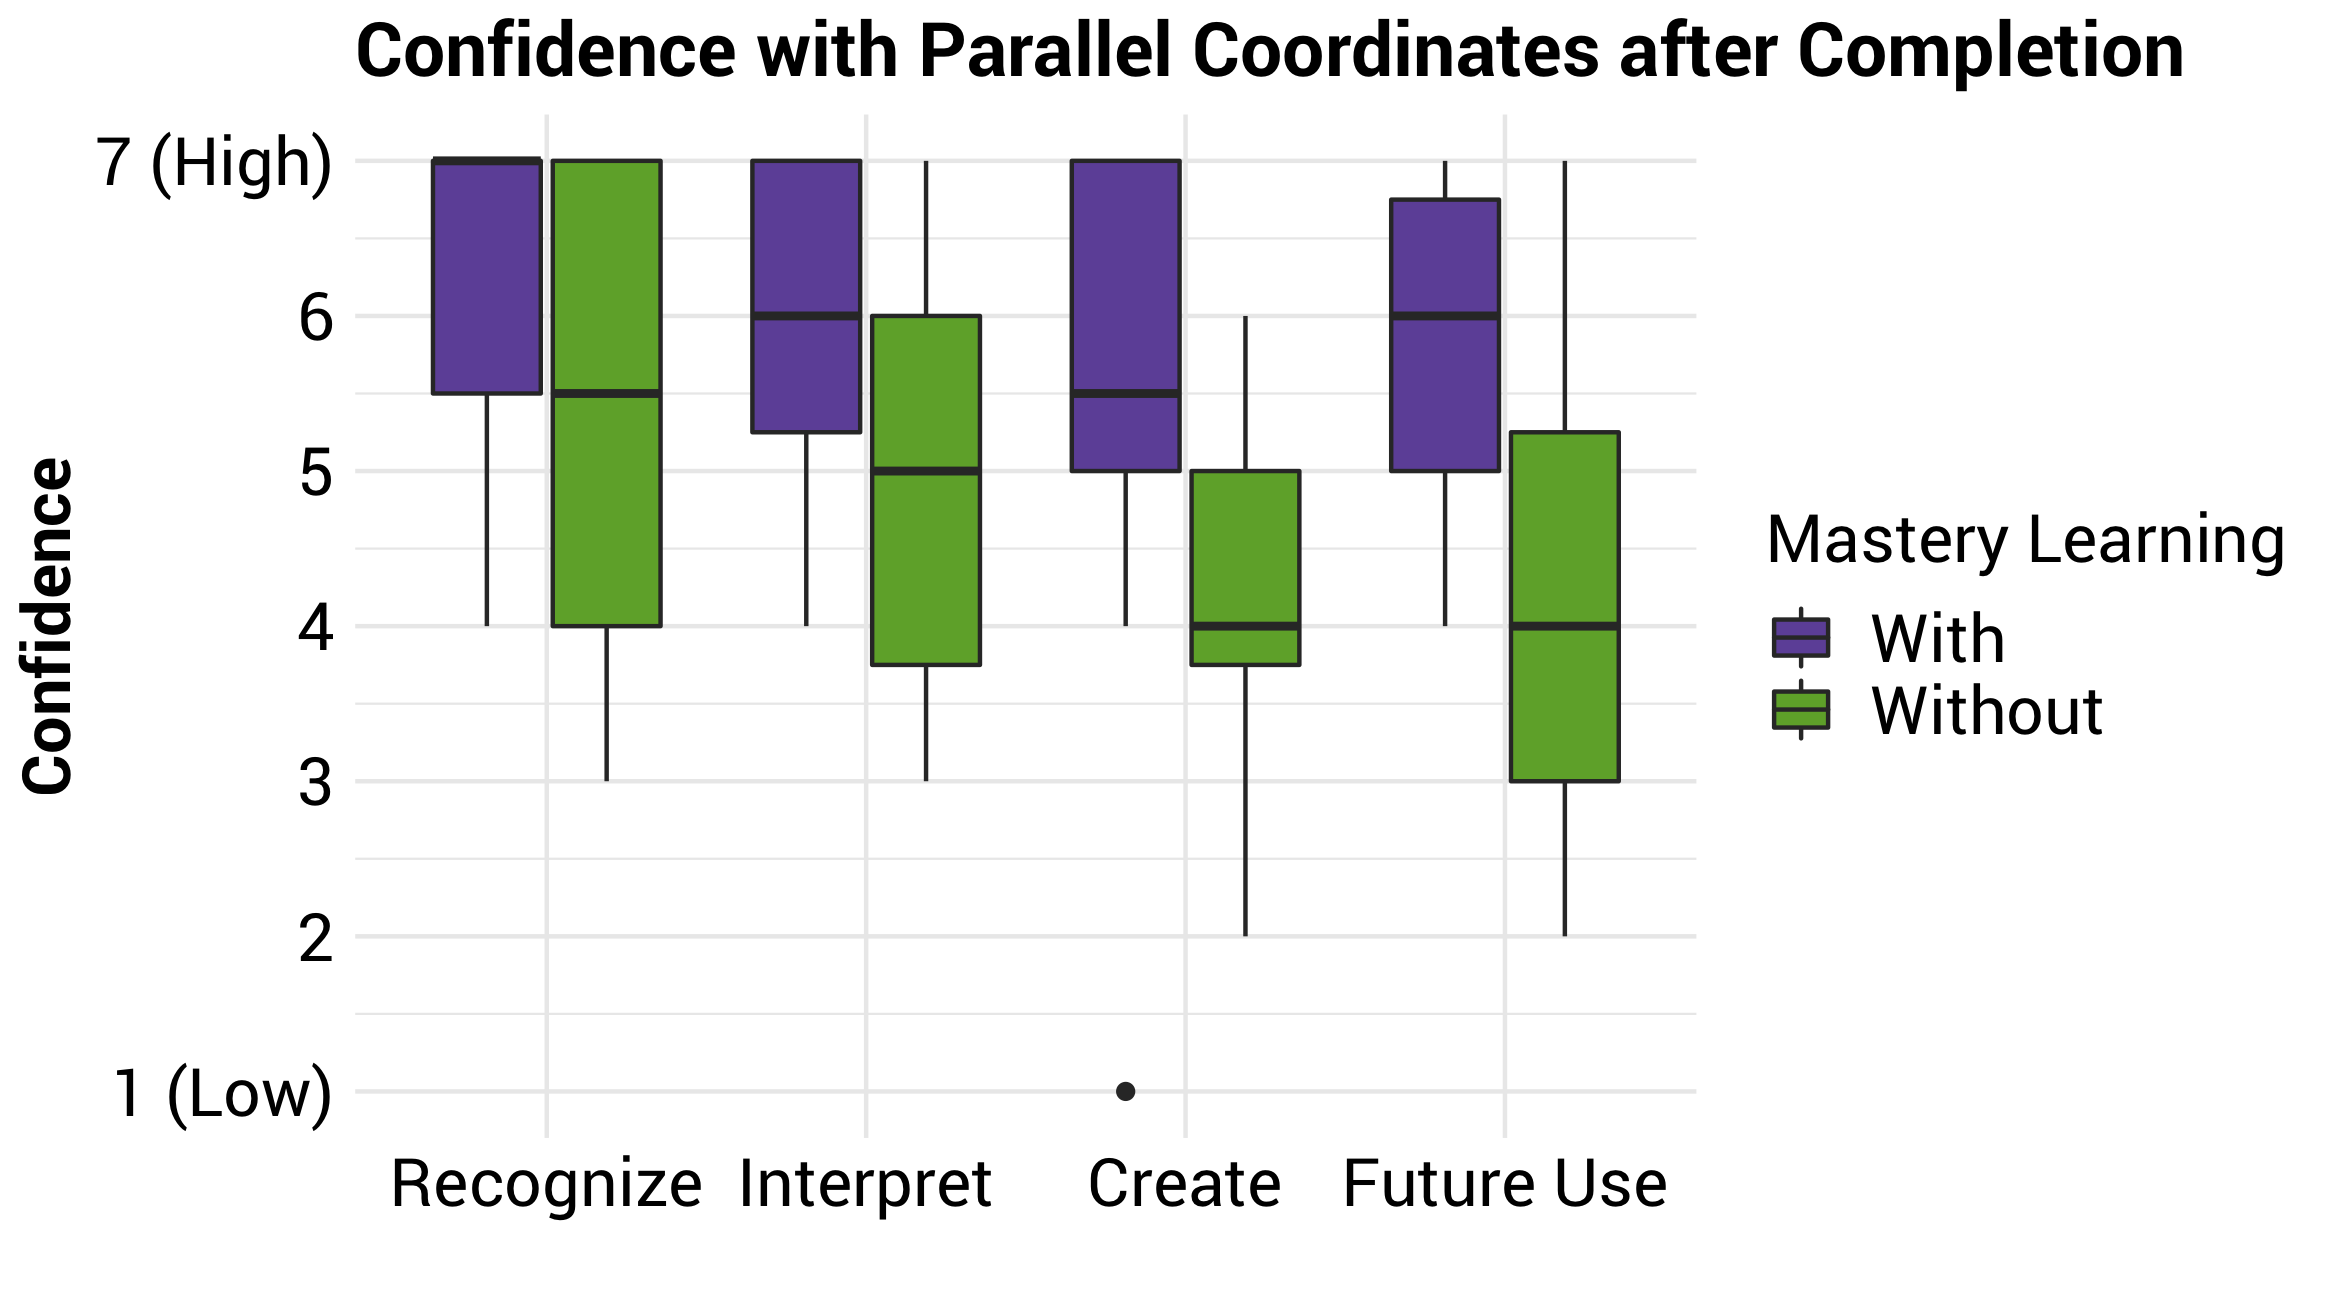 Confidence with Parallel Coordinates after Completion
Confidence
7 (High)
6
5
4
3
2
1 (Low)
Recognize
Interpret
Create
Future Use
Mastery Learning
With
Without